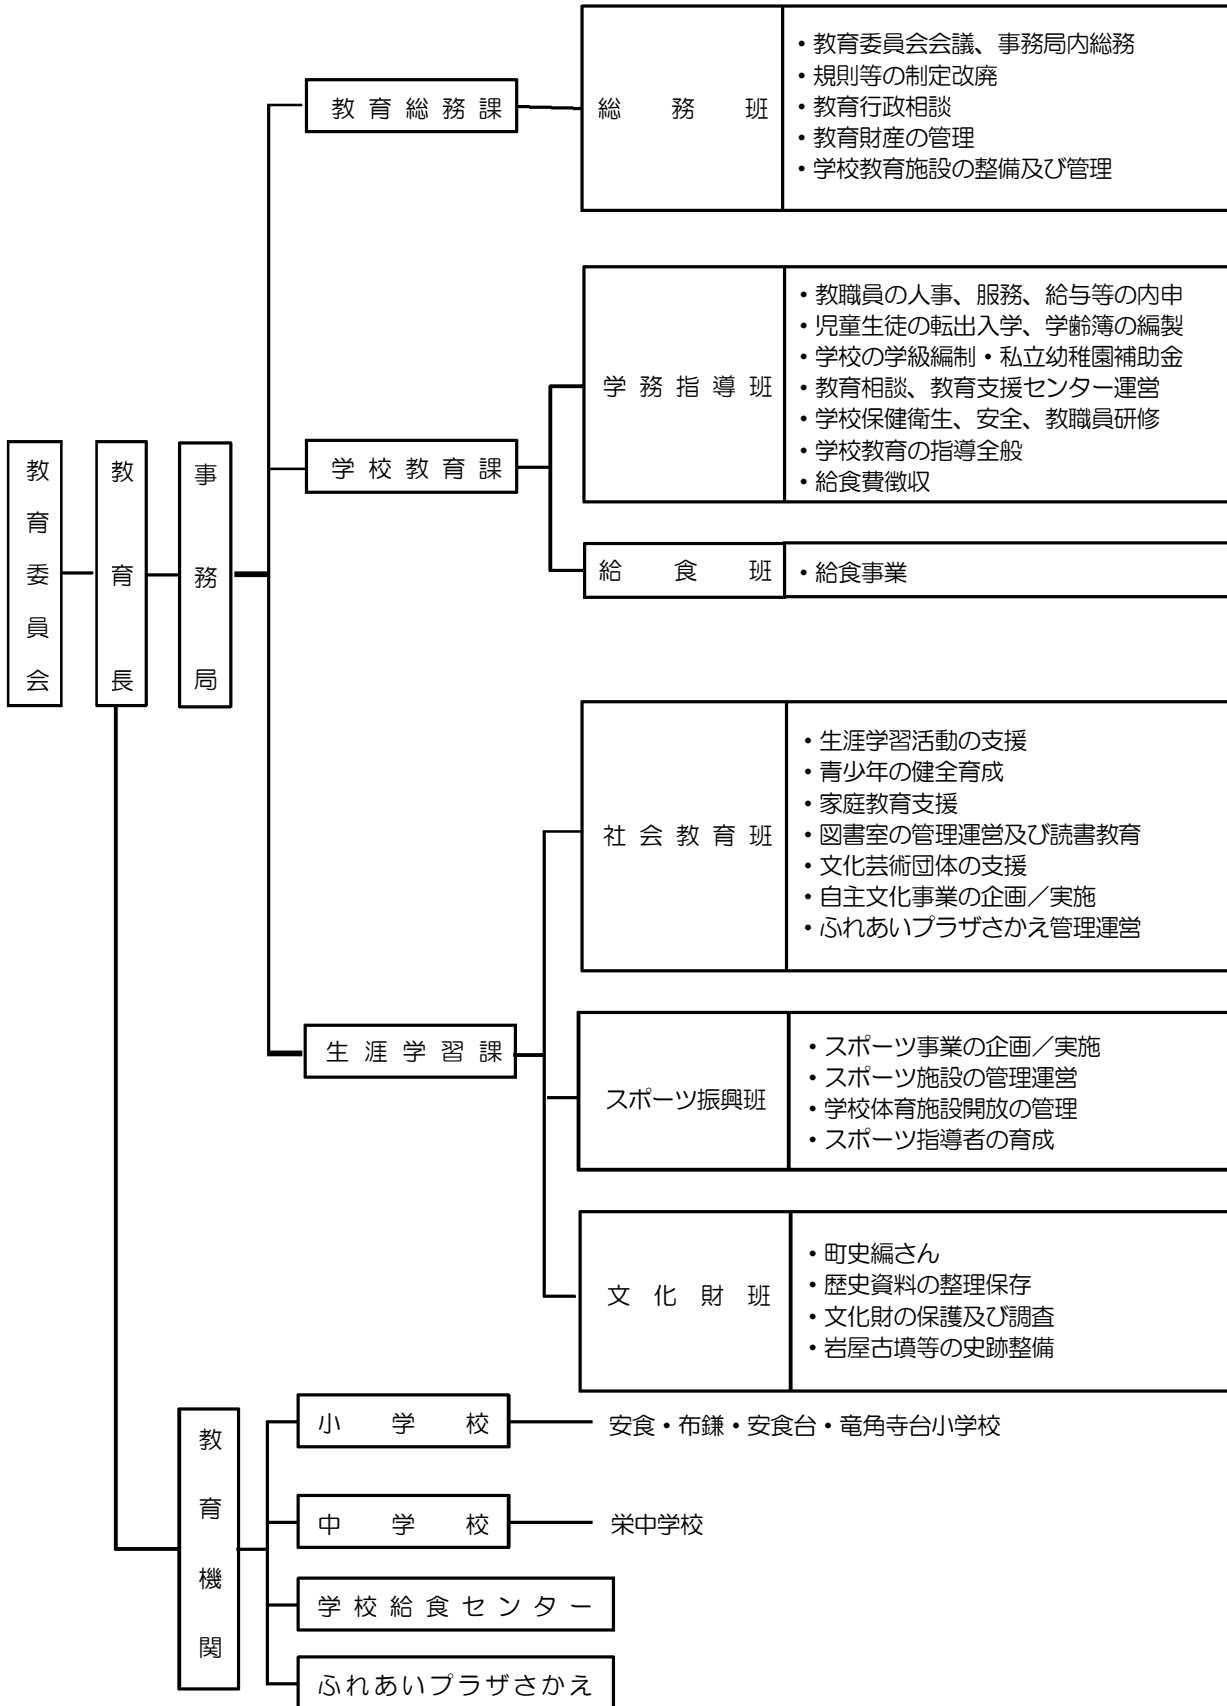 教育委員会
教育長
事務局
教育総務課
総務班
・教育委員会会議、事務局内総務
・規則等の制定改廃
・教育行政相談
・教育財産の管理
・学校教育施設の整備及び管理
学校教育課
学務指導班
・教職員の人事、服務、給与等の内申
・児童生徒の転出入学、学齢簿の編製
・学校の学級編制・私立幼稚園補助金
・教育相談、教育支援センター運営
・学校保健衛生、安全、教職員研修
・学校教育の指導全般
・給食費徴収
給食班
・給食事業
生涯学習課
社会教育班
・生涯学習活動の支援
・青少年の健全育成
・家庭教育支援
・図書室の管理運営及び読書教育
・文化芸術団体の支援
・自主文化事業の企画／実施
・ふれあいプラザさかえ管理運営
スポーツ振興班
・スポーツ事業の企画／実施
・スポーツ施設の管理運営
・学校体育施設開放の管理
・スポーツ指導者の育成
文化財班
・町史編さん
・歴史資料の整理保存
・文化財の保護及び調査
・岩屋古墳等の史跡整備
教育機関
小学校
安食・布鎌・安食台・竜角寺台小学校
中学校
栄中学校
学校給食センター
ふれあいプラザさかえ